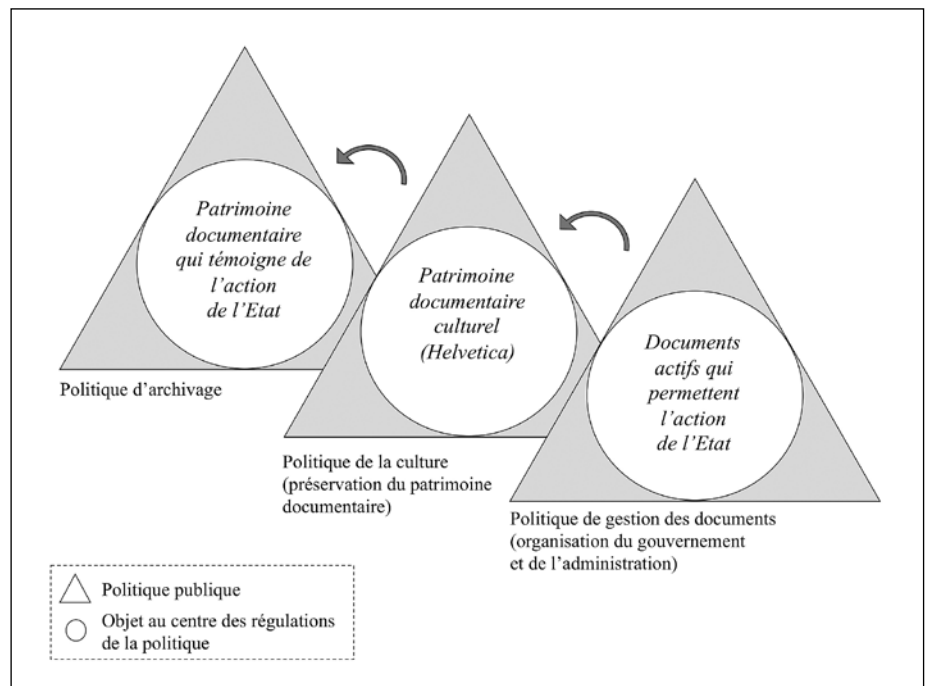 Patrimoine
documentaire
qui témoigne de
l'action
de l'Etat
Politique d'archivage
Patrimoine
documentaire
culturel
(Helvetica)
Politique de la culture
(préservation du patrimoine
documentaire)
Documents
actifs qui
permettent
l'action
de l'Etat
Politique de gestion des documents
(organisation du gouvernement
et de l'administration)
Politique publique
Objet au centre des régulations
de la politique